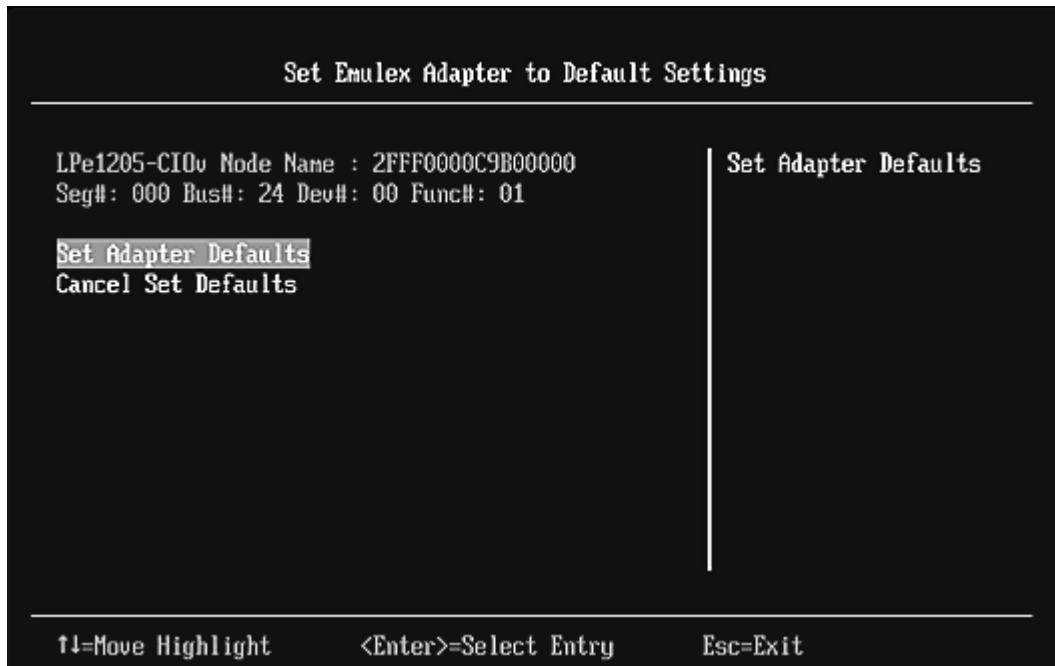 Set Emulex Adapter to Default Settings
LPe1205-CIOv Node Name : 2FFF0000C9B00000
Seg#: 000 Bus#: 24 Dev#: 00 Func#: 01
Set Adapter Defaults
Cancel Set Defaults
Set Adapter Defaults
↑↓=Move Highlight <Enter>=Select Entry Esc=Exit